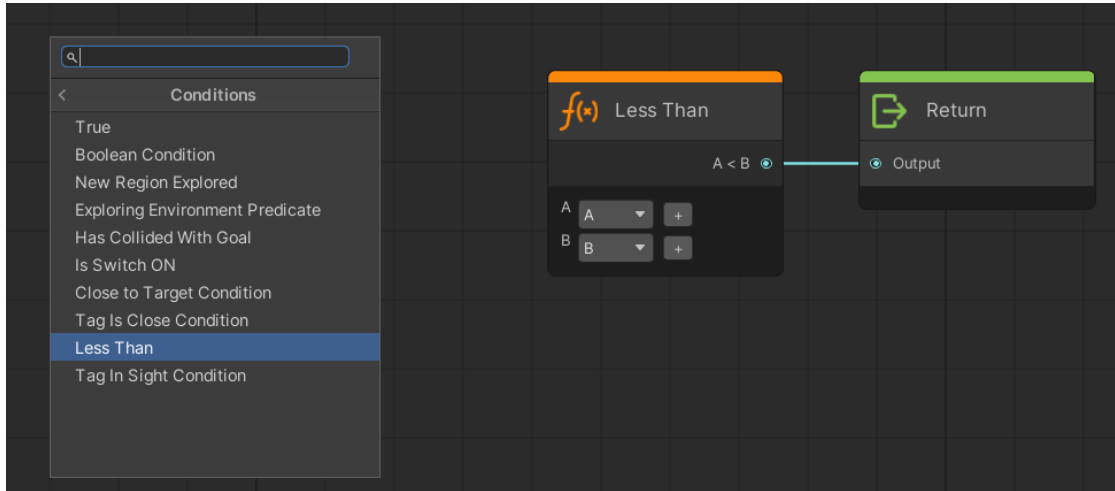 < Conditions
True
Boolean Condition
New Region Explored
Exploring Environment Predicate
Has Collided With Goal
Is Switch ON
Close to Target Condition
Tag Is Close Condition
Less Than
Tag In Sight Condition
f(x) Less Than
A < B
A A +
B B +
Return
Output